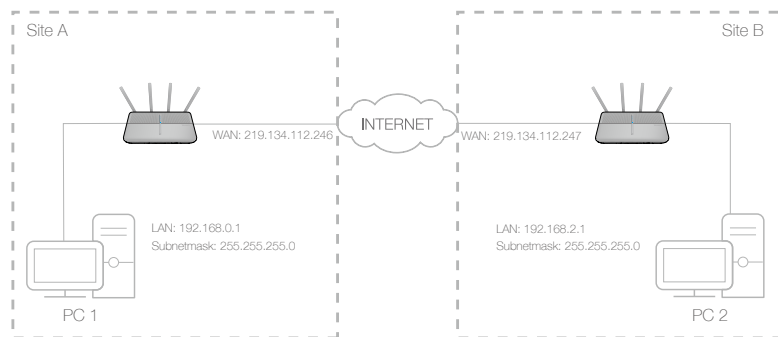 Site A
Site B
INTERNET
WAN: 219.134.112.246
WAN: 219.134.112.247
LAN: 192.168.0.1
Subnetmask: 255.255.255.0
LAN: 192.168.2.1
Subnetmask: 255.255.255.0
PC 1
PC 2